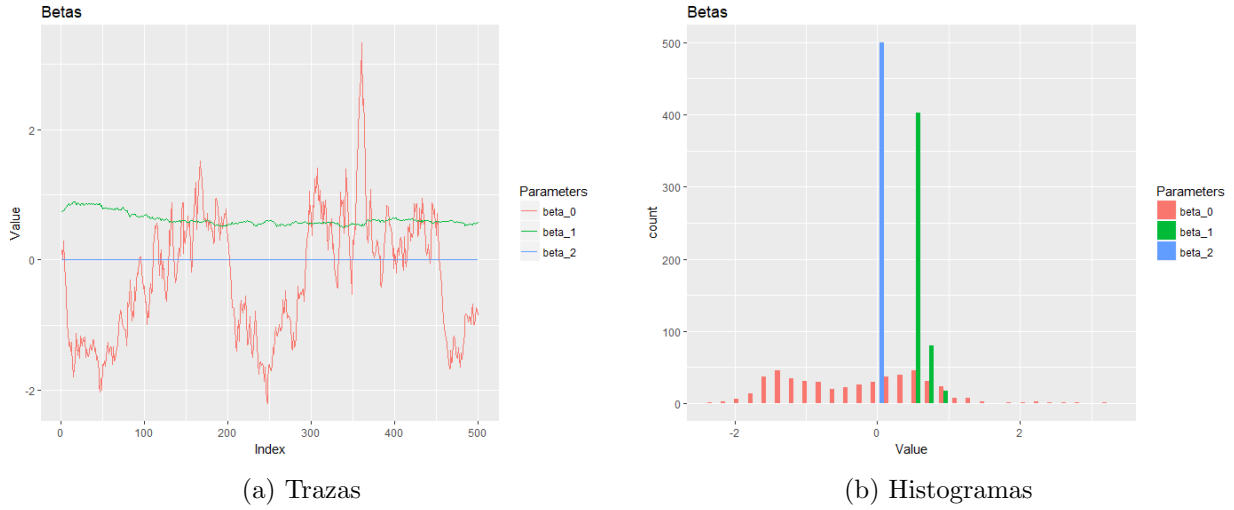 Betas
Value
2
0
-2
0
100
200
300
400
500
Index
Parameters
beta_0
beta_1
beta_2
(a) Trazas
Betas
count
500
400
300
200
100
0
-2
0
2
Value
Parameters
beta_0
beta_1
beta_2
(b) Histogramas